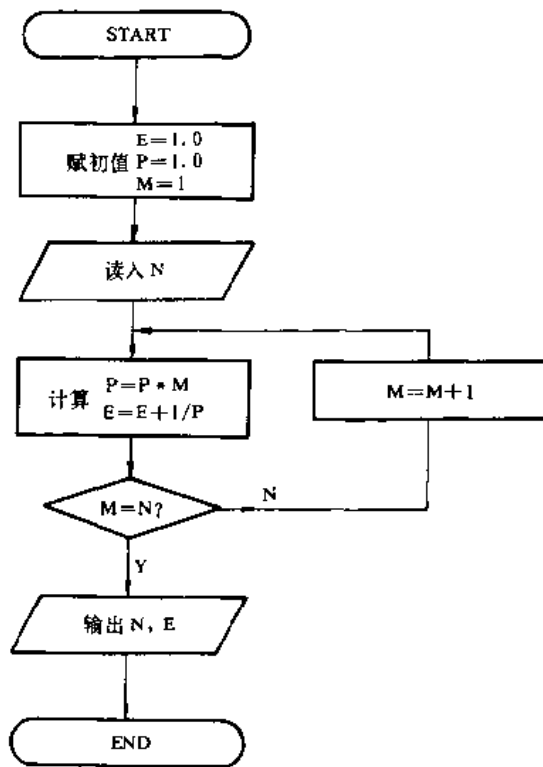 START
E=1.0
赋初值 P=1.0
M=1
读入 N
计算 P=P*M
E=E+1/P
M=M+1
M=N?
N
Y
输出 N, E
END